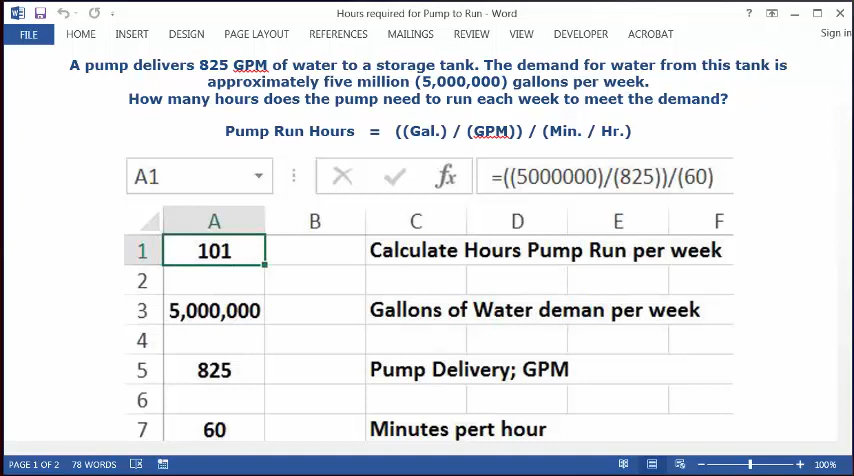 Hours required for Pump to Run - Word
FILE HOME INSERT DESIGN PAGE LAYOUT REFERENCES MAILINGS REVIEW VIEW DEVELOPER ACROBAT Sign in
A pump delivers 825 GPM of water to a storage tank. The demand for water from this tank is
approximately five million (5,000,000) gallons per week.
How many hours does the pump need to run each week to meet the demand?
Pump Run Hours = ((Gal.) / (GPM)) / (Min. / Hr.)
A1 fx =((5000000)/(825))/(60)
A B C D E F
1 101 Calculate Hours Pump Run per week
2
3 5,000,000 Gallons of Water deman per week
4
5 825 Pump Delivery; GPM
6
7 60 Minutes pert hour
PAGE 1 OF 2 78 WORDS 100%